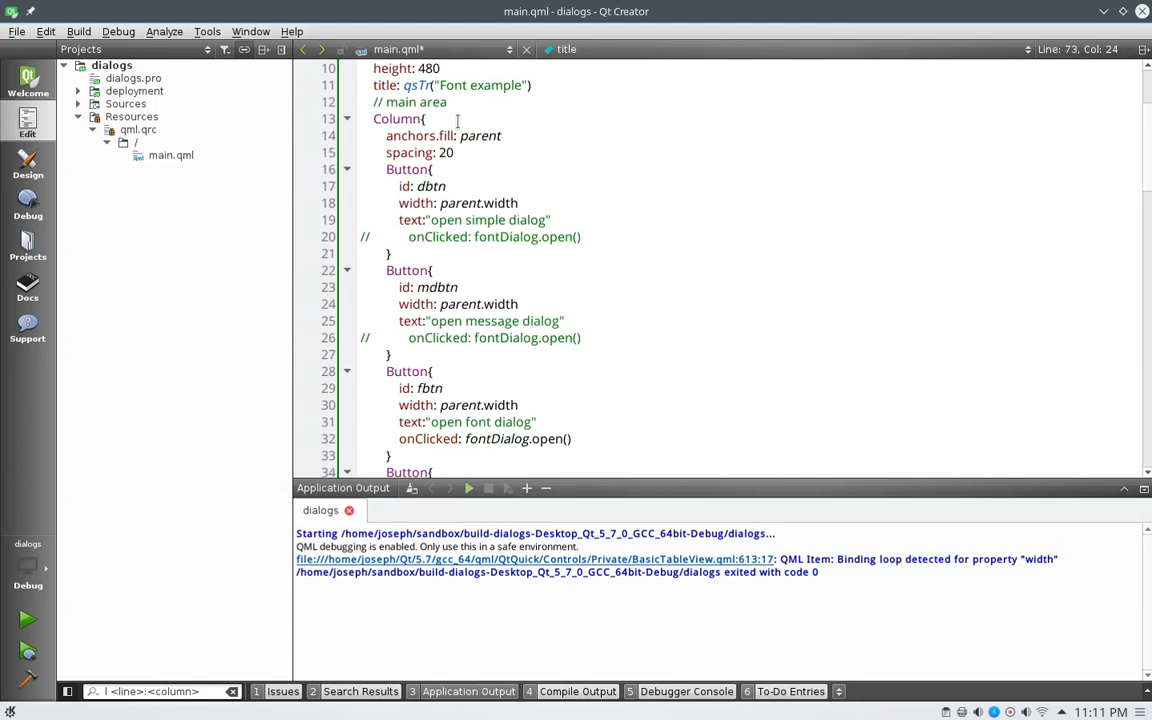 main.qml - dialogs - Qt Creator
File Edit View Build Debug Analyze Tools Window Help
Projects
main.qml*
title
Line: 73, Col: 24
Welcome
Edit
Design
Debug
Projects
Docs
Support
dialogs
Debug
dialogs
dialogs.pro
deployment
Sources
Resources
qml.qrc
/
main.qml
10 height: 480
11 title: qsTr("Font example")
12 // main area
13 Column{
14 anchors.fill: parent
15 spacing: 20
16 Button{
17 id: dbtn
18 width: parent.width
19 text:"open simple dialog"
20 // onClicked: fontDialog.open()
21 }
22 Button{
23 id: mdbtn
24 width: parent.width
25 text:"open message dialog"
26 // onClicked: fontDialog.open()
27 }
28 Button{
29 id: fbtn
30 width: parent.width
31 text:"open font dialog"
32 onClicked: fontDialog.open()
33 }
34 Button{
Application Output
dialogs
Starting /home/joseph/sandbox/build-dialogs-Desktop_Qt_5_7_0_GCC_64bit-Debug/dialogs...
QML debugging is enabled. Only use this in a safe environment.
file:///home/joseph/Qt/5.7/gcc_64/qml/QtQuick/Controls/Private/BasicTableView.qml:613:17: QML Item: Binding loop detected for property "width"
/home/joseph/sandbox/build-dialogs-Desktop_Qt_5_7_0_GCC_64bit-Debug/dialogs exited with code 0
l <line>:<column>
1 Issues
2 Search Results
3 Application Output
4 Compile Output
5 Debugger Console
6 To-Do Entries
11:11 PM